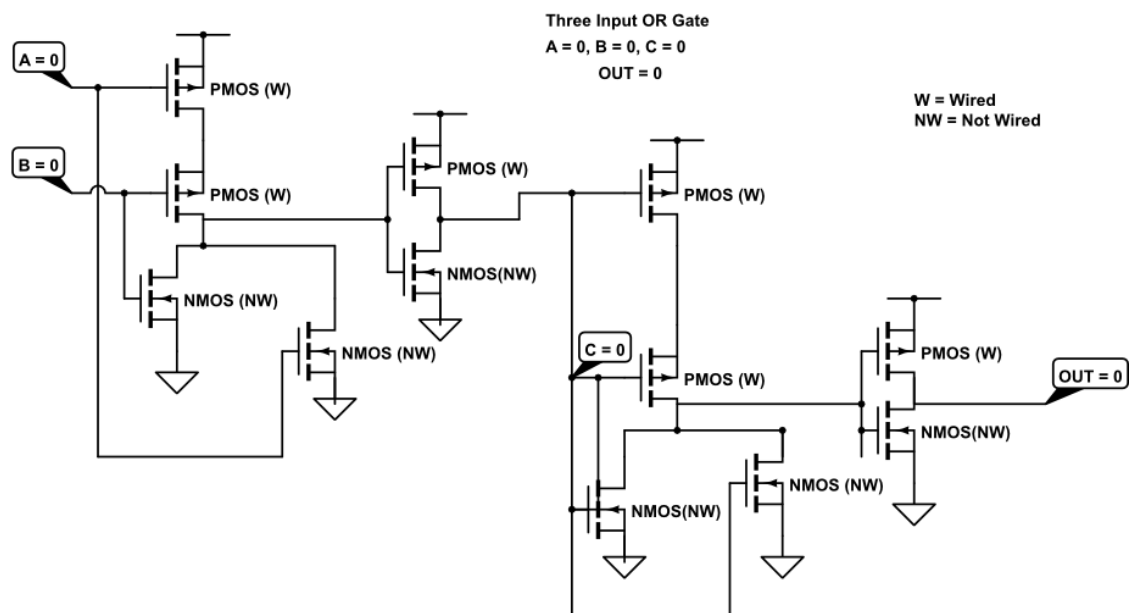 Three Input OR Gate
A = 0, B = 0, C = 0
OUT = 0
W = Wired
NW = Not Wired
A = 0
PMOS (W)
B = 0
PMOS (W)
PMOS (W)
PMOS (W)
NMOS (NW)
NMOS(NW)
NMOS (NW)
C = 0
PMOS (W)
PMOS (W)
OUT = 0
NMOS(NW)
NMOS (NW)
NMOS(NW)